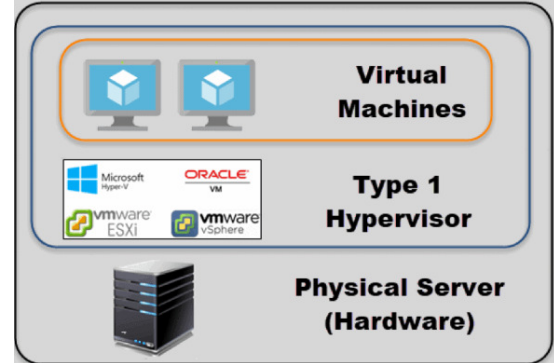 Virtual
Machines
Microsoft
Hyper-V
ORACLE
VM
vmware
ESXi
vmware
vSphere
Type 1
Hypervisor
Physical Server
(Hardware)